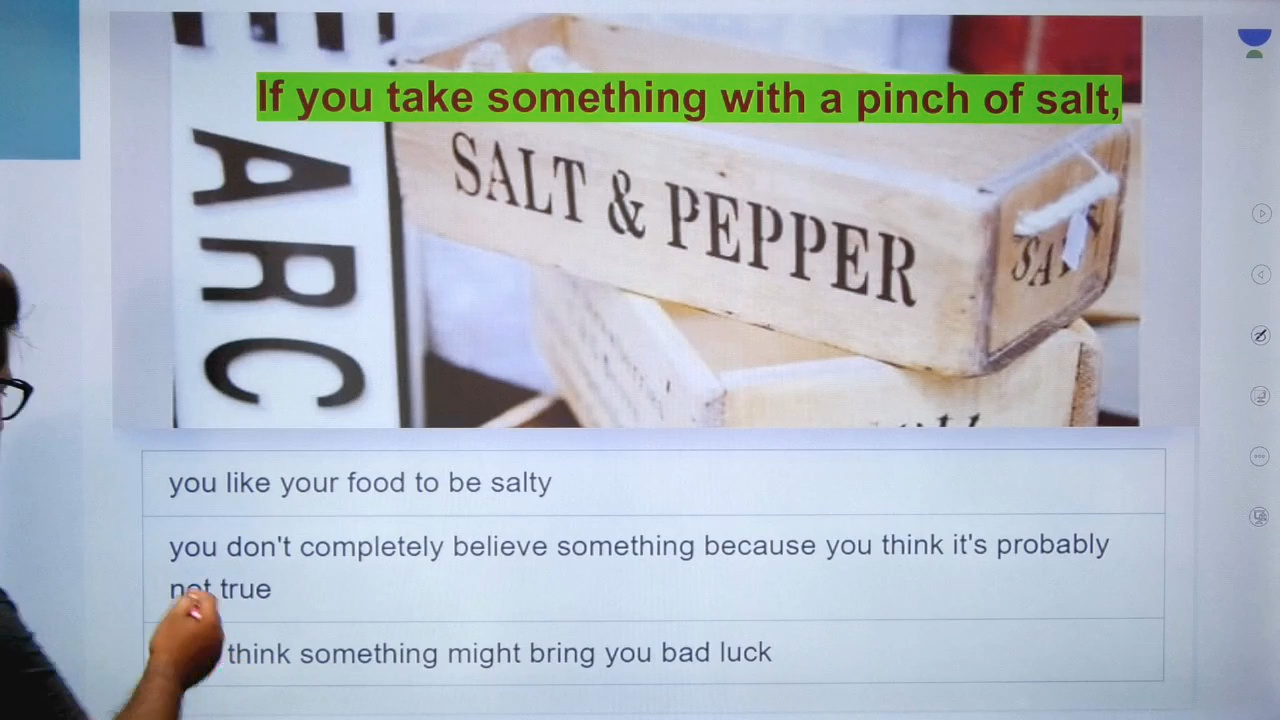 If you take something with a pinch of salt,
ARC
SALT & PEPPER
SA
you like your food to be salty
you don't completely believe something because you think it's probably
not true
think something might bring you bad luck